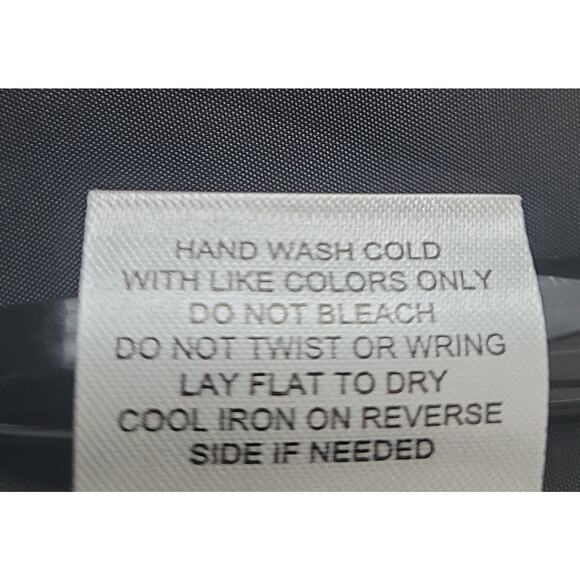 HAND WASH COLD
WITH LIKE COLORS ONLY
DO NOT BLEACH
DO NOT TWIST OR WRING
LAY FLAT TO DRY
COOL IRON ON REVERSE
SIDE IF NEEDED